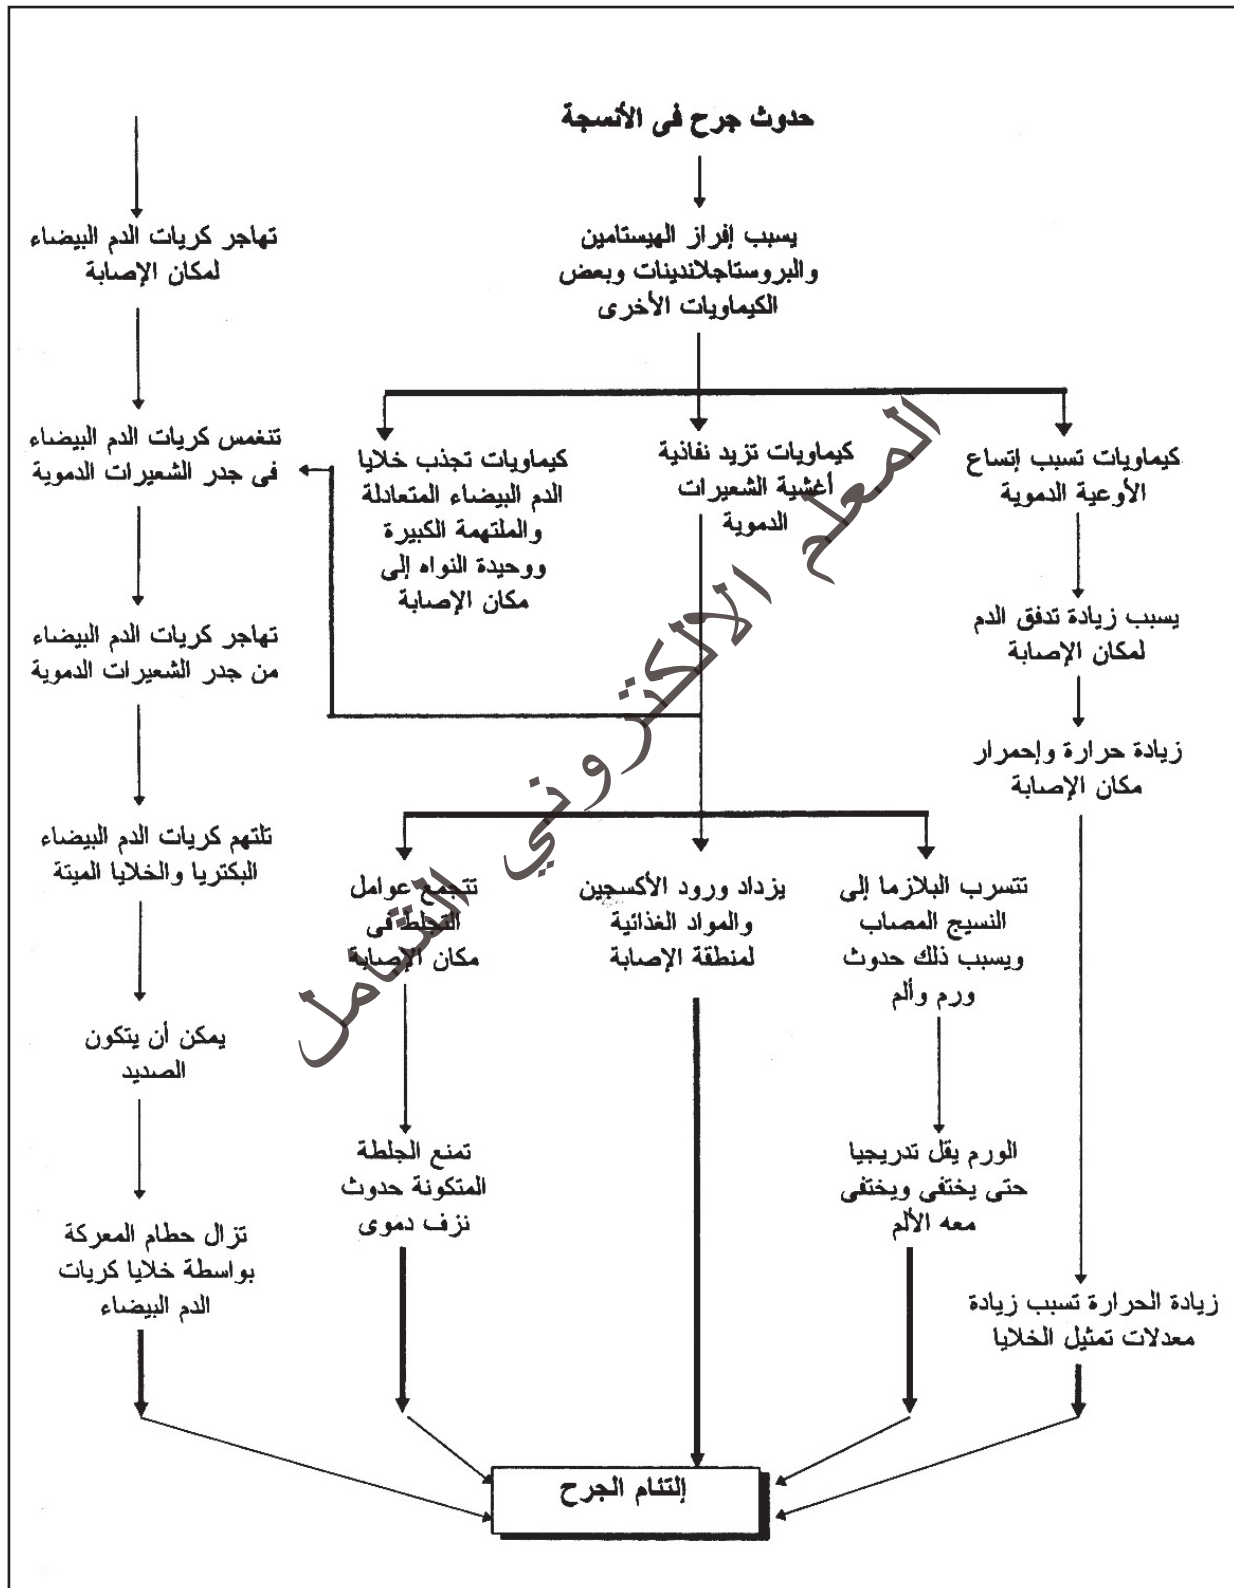 حدوث جرح فى الأنسجة
يسبب إفراز الهيستامين
والبروستاجلاندينات وبعض
الكيماويات الأخرى
كيماويات تسبب إتساع
الأوعية الدموية
يسبب زيادة تدفق الدم
لمكان الإصابة
زيادة حرارة وإحمرار
مكان الإصابة
زيادة الحرارة تسبب زيادة
معدلات تمثيل الخلايا
كيماويات تزيد نفاذية
أغشية الشعيرات
الدموية
تتسرب البلازما إلى
النسيج المصاب
ويسبب ذلك حدوث
ورم وألم
الورم يقل تدريجيا
حتى يختفى ويختفى
معه الألم
يزداد ورود الأكسجين
والمواد الغذائية
لمنطقة الإصابة
تتجمع عوامل
التجلط فى
مكان الإصابة
تمنع الجلطة
المتكونة حدوث
نزف دموى
كيماويات تجذب خلايا
الدم البيضاء المتعادلة
والملتهمة الكبيرة
ووحيدة النواه إلى
مكان الإصابة
تهاجر كريات الدم البيضاء
لمكان الإصابة
تنغمس كريات الدم البيضاء
فى جدر الشعيرات الدموية
تهاجر كريات الدم البيضاء
من جدر الشعيرات الدموية
تلتهم كريات الدم البيضاء
البكتريا والخلايا الميتة
يمكن أن يتكون
الصديد
تزال حطام المعركة
بواسطة خلايا كريات
الدم البيضاء
إلتئام الجرح
المعلم الالكتروني الشامل